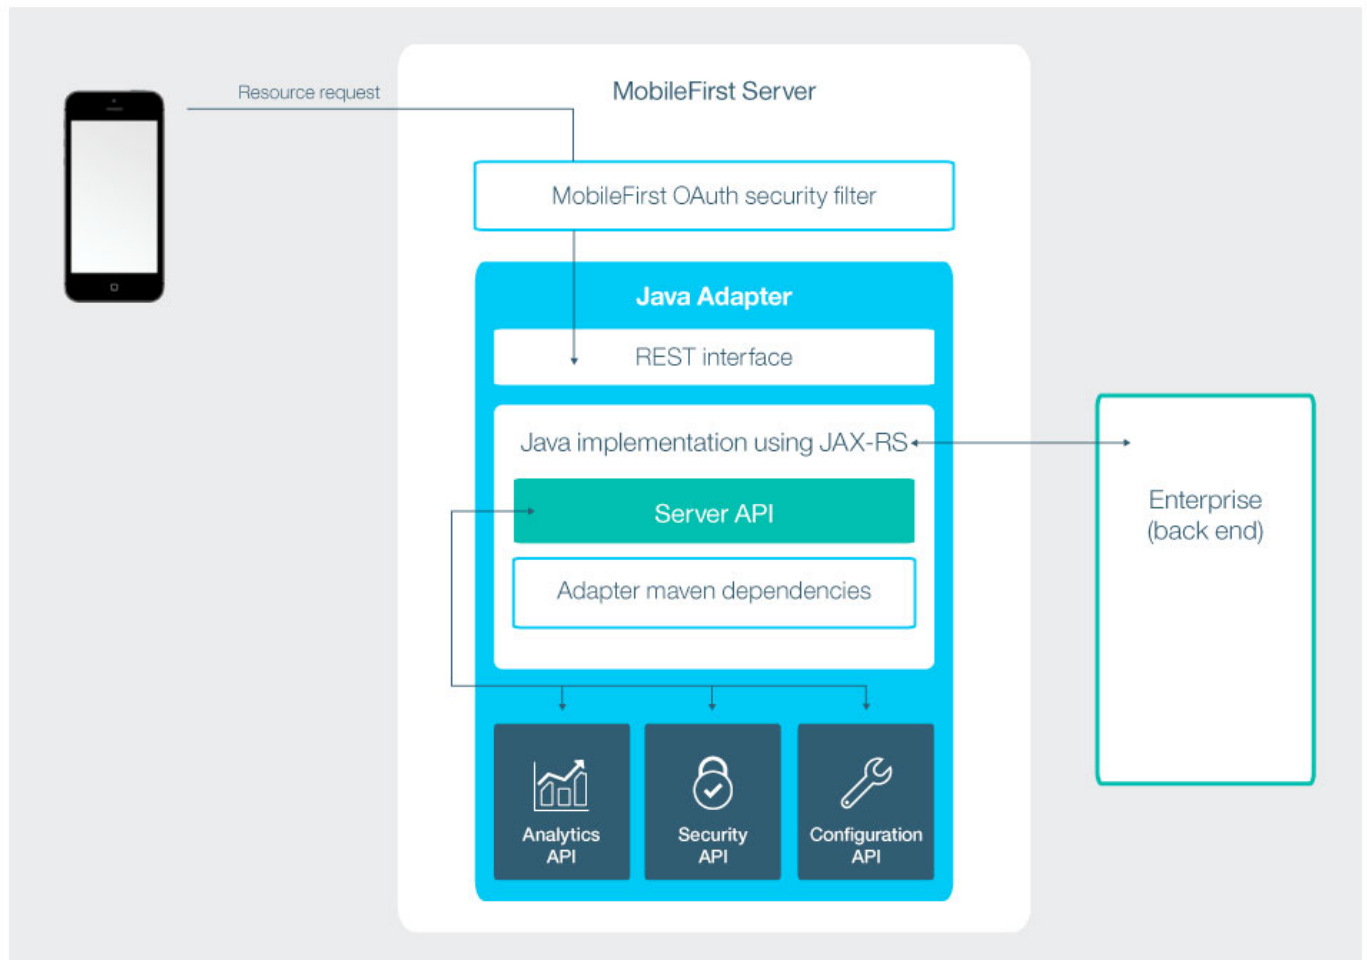 Resource request
MobileFirst Server
MobileFirst OAuth security filter
Java Adapter
REST interface
Java implementation using JAX-RS
Server API
Adapter maven dependencies
Enterprise
(back end)
Analytics
API
Security
API
Configuration
API